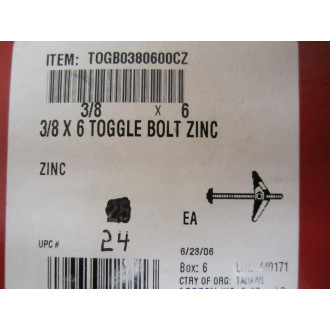 ITEM: TOGB0380600CZ
3/8 X 6
3/8 X 6 TOGGLE BOLT ZINC
ZINC
EA
UPC # 24
6/23/06
Box: 6
CTRY OF ORG: TAIWAN